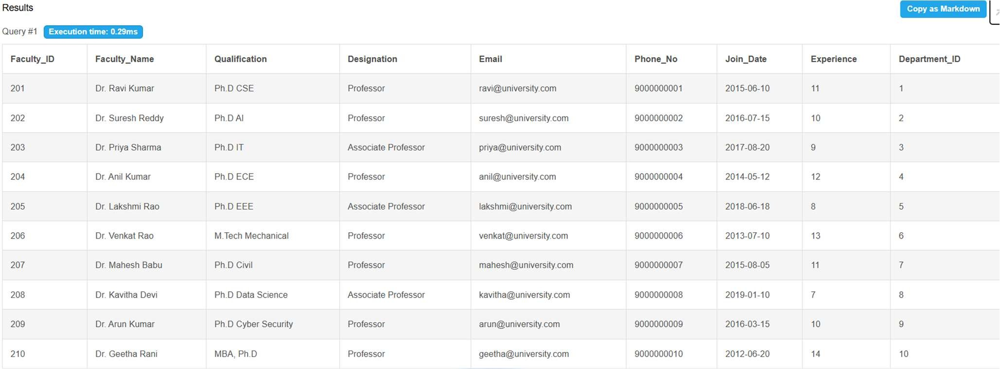 Results
Copy as Markdown
Query #1 Execution time: 0.29ms
Faculty_ID Faculty_Name Qualification Designation Email Phone_No Join_Date Experience Department_ID
201 Dr. Ravi Kumar Ph.D CSE Professor ravi@university.com 9000000001 2015-06-10 11 1
202 Dr. Suresh Reddy Ph.D AI Professor suresh@university.com 9000000002 2016-07-15 10 2
203 Dr. Priya Sharma Ph.D IT Associate Professor priya@university.com 9000000003 2017-08-20 9 3
204 Dr. Anil Kumar Ph.D ECE Professor anil@university.com 9000000004 2014-05-12 12 4
205 Dr. Lakshmi Rao Ph.D EEE Associate Professor lakshmi@university.com 9000000005 2018-06-18 8 5
206 Dr. Venkat Rao M.Tech Mechanical Professor venkat@university.com 9000000006 2013-07-10 13 6
207 Dr. Mahesh Babu Ph.D Civil Professor mahesh@university.com 9000000007 2015-08-05 11 7
208 Dr. Kavitha Devi Ph.D Data Science Associate Professor kavitha@university.com 9000000008 2019-01-10 7 8
209 Dr. Arun Kumar Ph.D Cyber Security Professor arun@university.com 9000000009 2016-03-15 10 9
210 Dr. Geetha Rani MBA, Ph.D Professor geetha@university.com 9000000010 2012-06-20 14 10